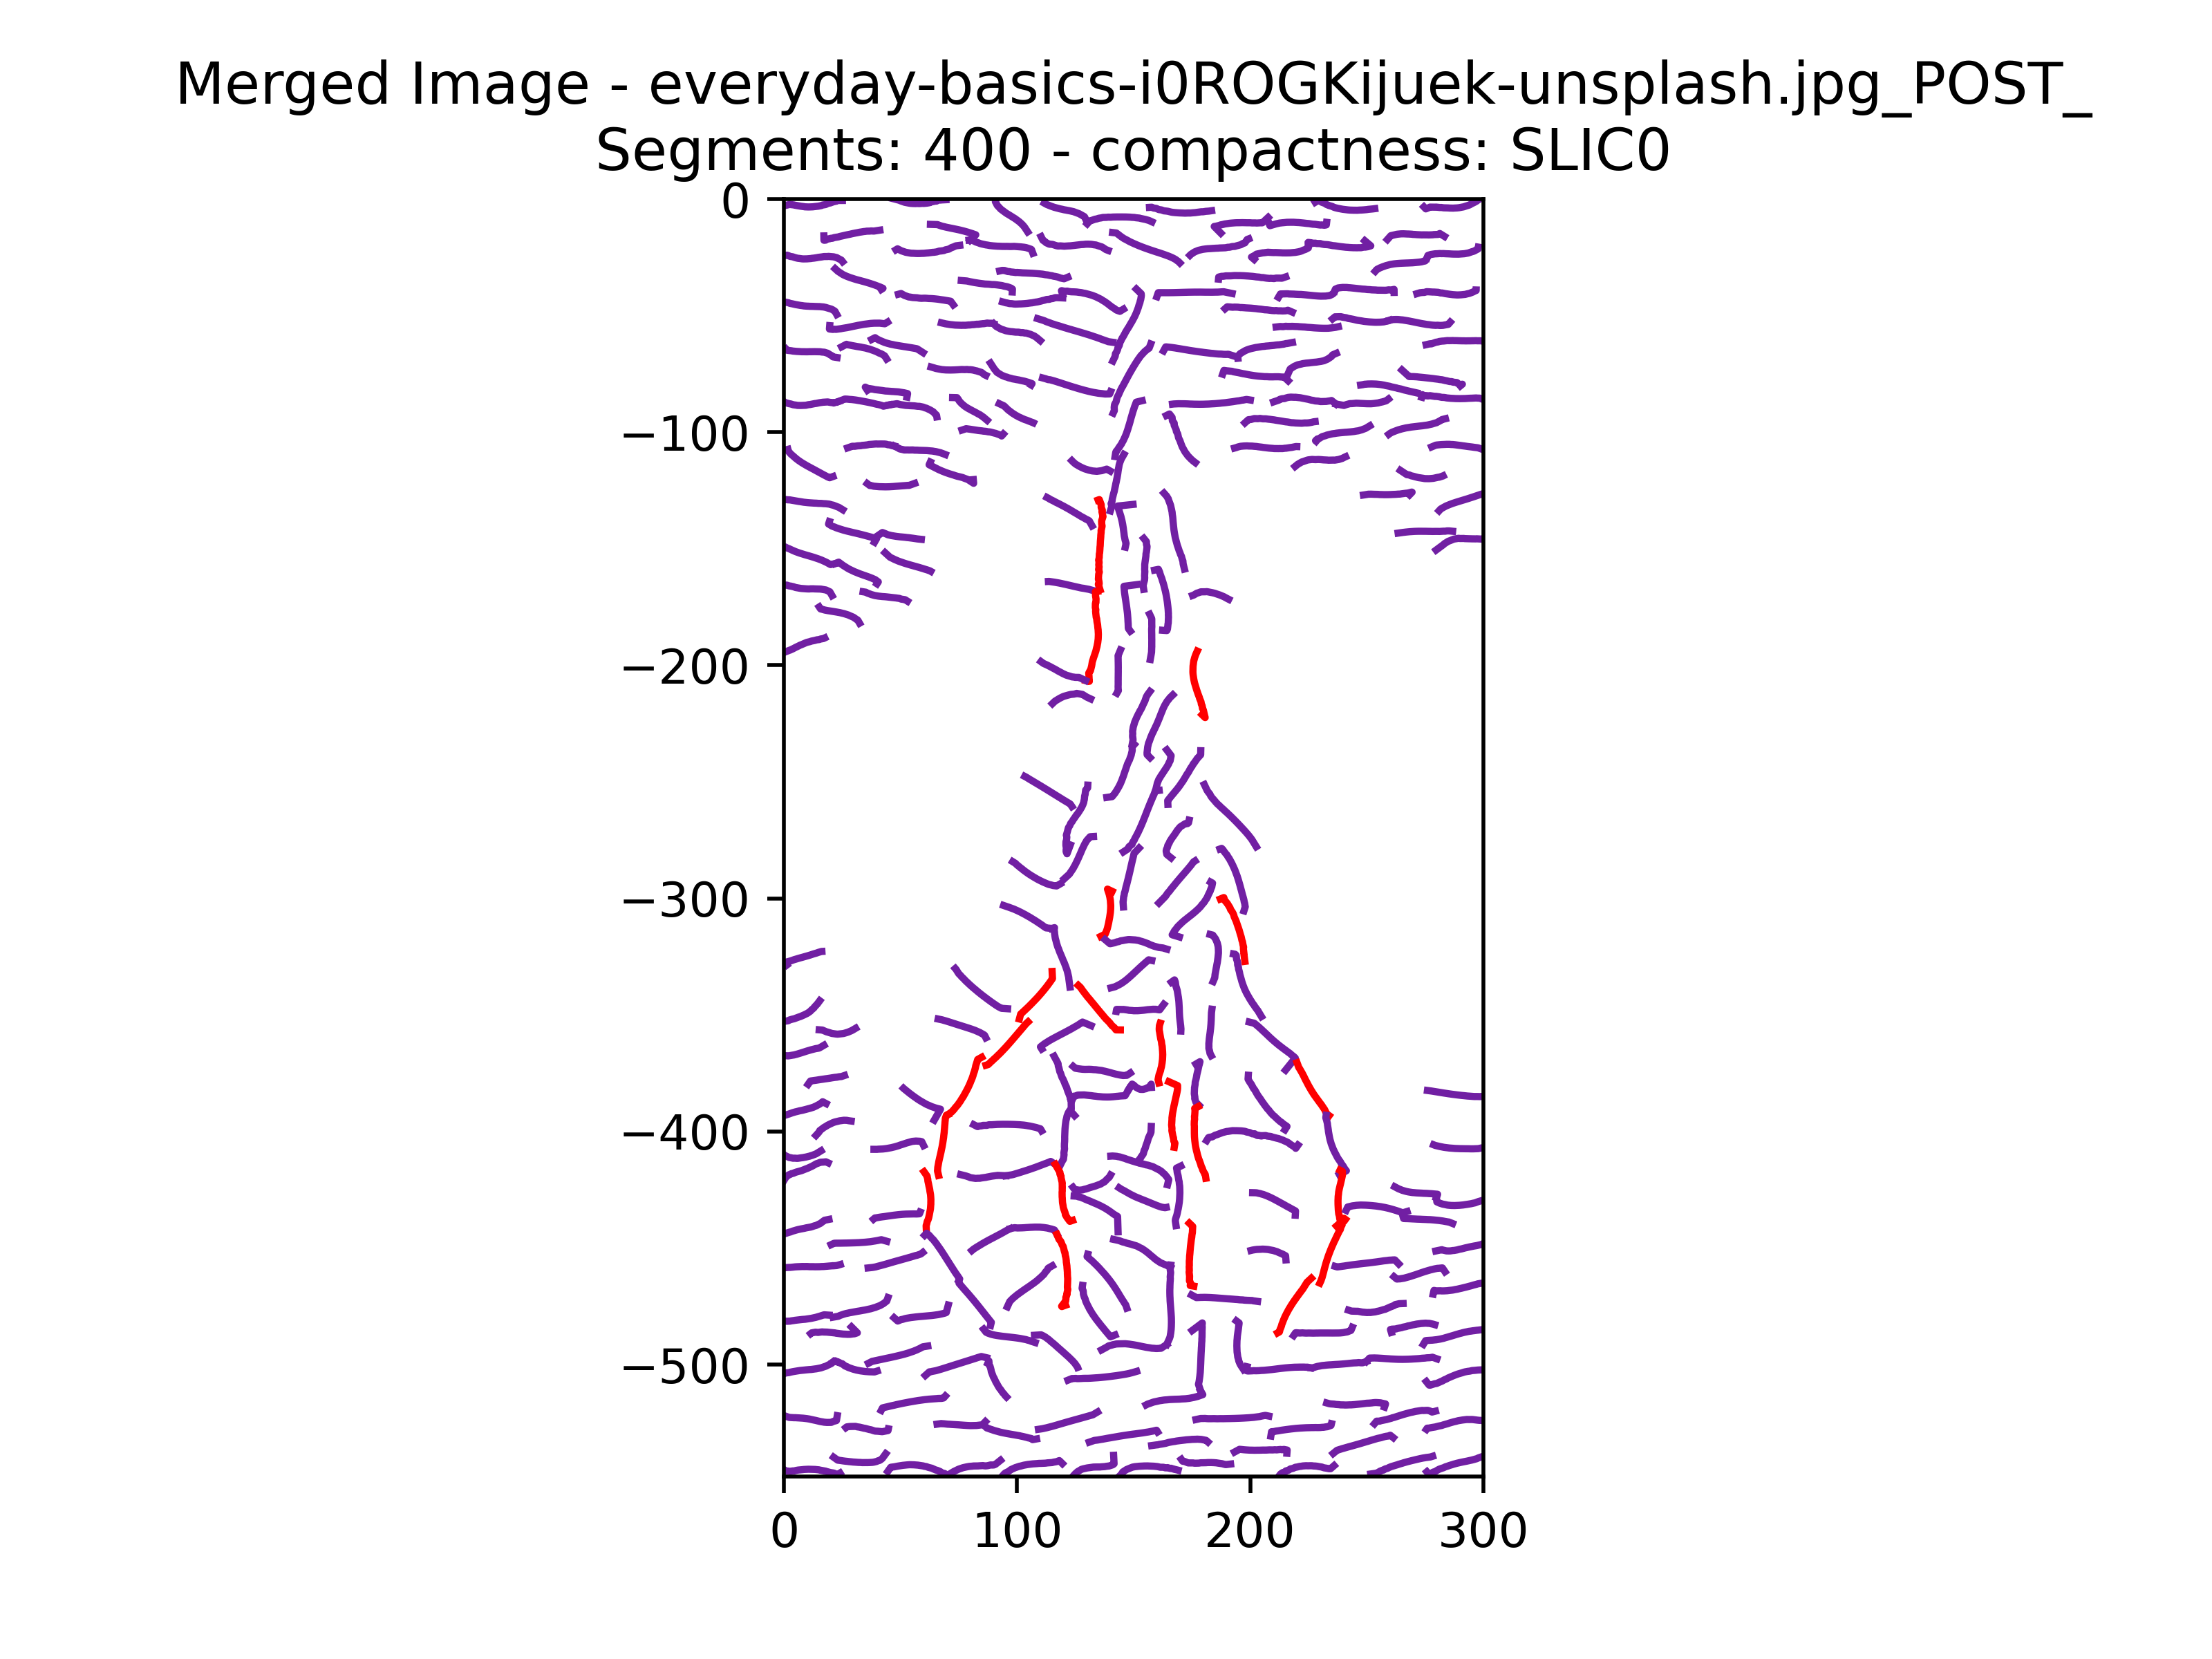 Merged Image - everyday-basics-i0ROGKijuek-unsplash.jpg_POST_
Segments: 400 - compactness: SLIC0
0
−100
−200
−300
−400
−500
0 100 200 300